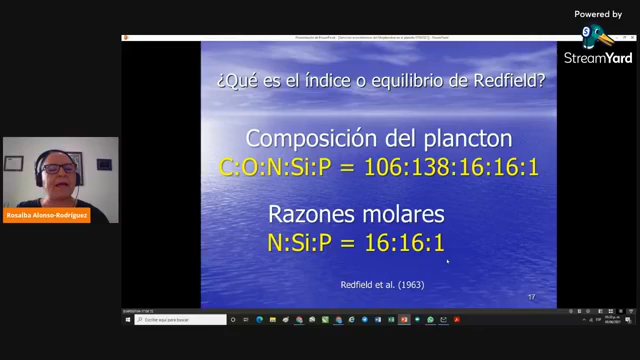 Powered by
StreamYard
¿Qué es el índice o equilibrio de Redfield?
Composición del plancton
C:O:N:Si:P = 106:138:16:16:1
Razones molares
N:Si:P = 16:16:1
Redfield et al. (1963)
17
Rosalba Alonso-Rodríguez
Escribe aquí para buscar